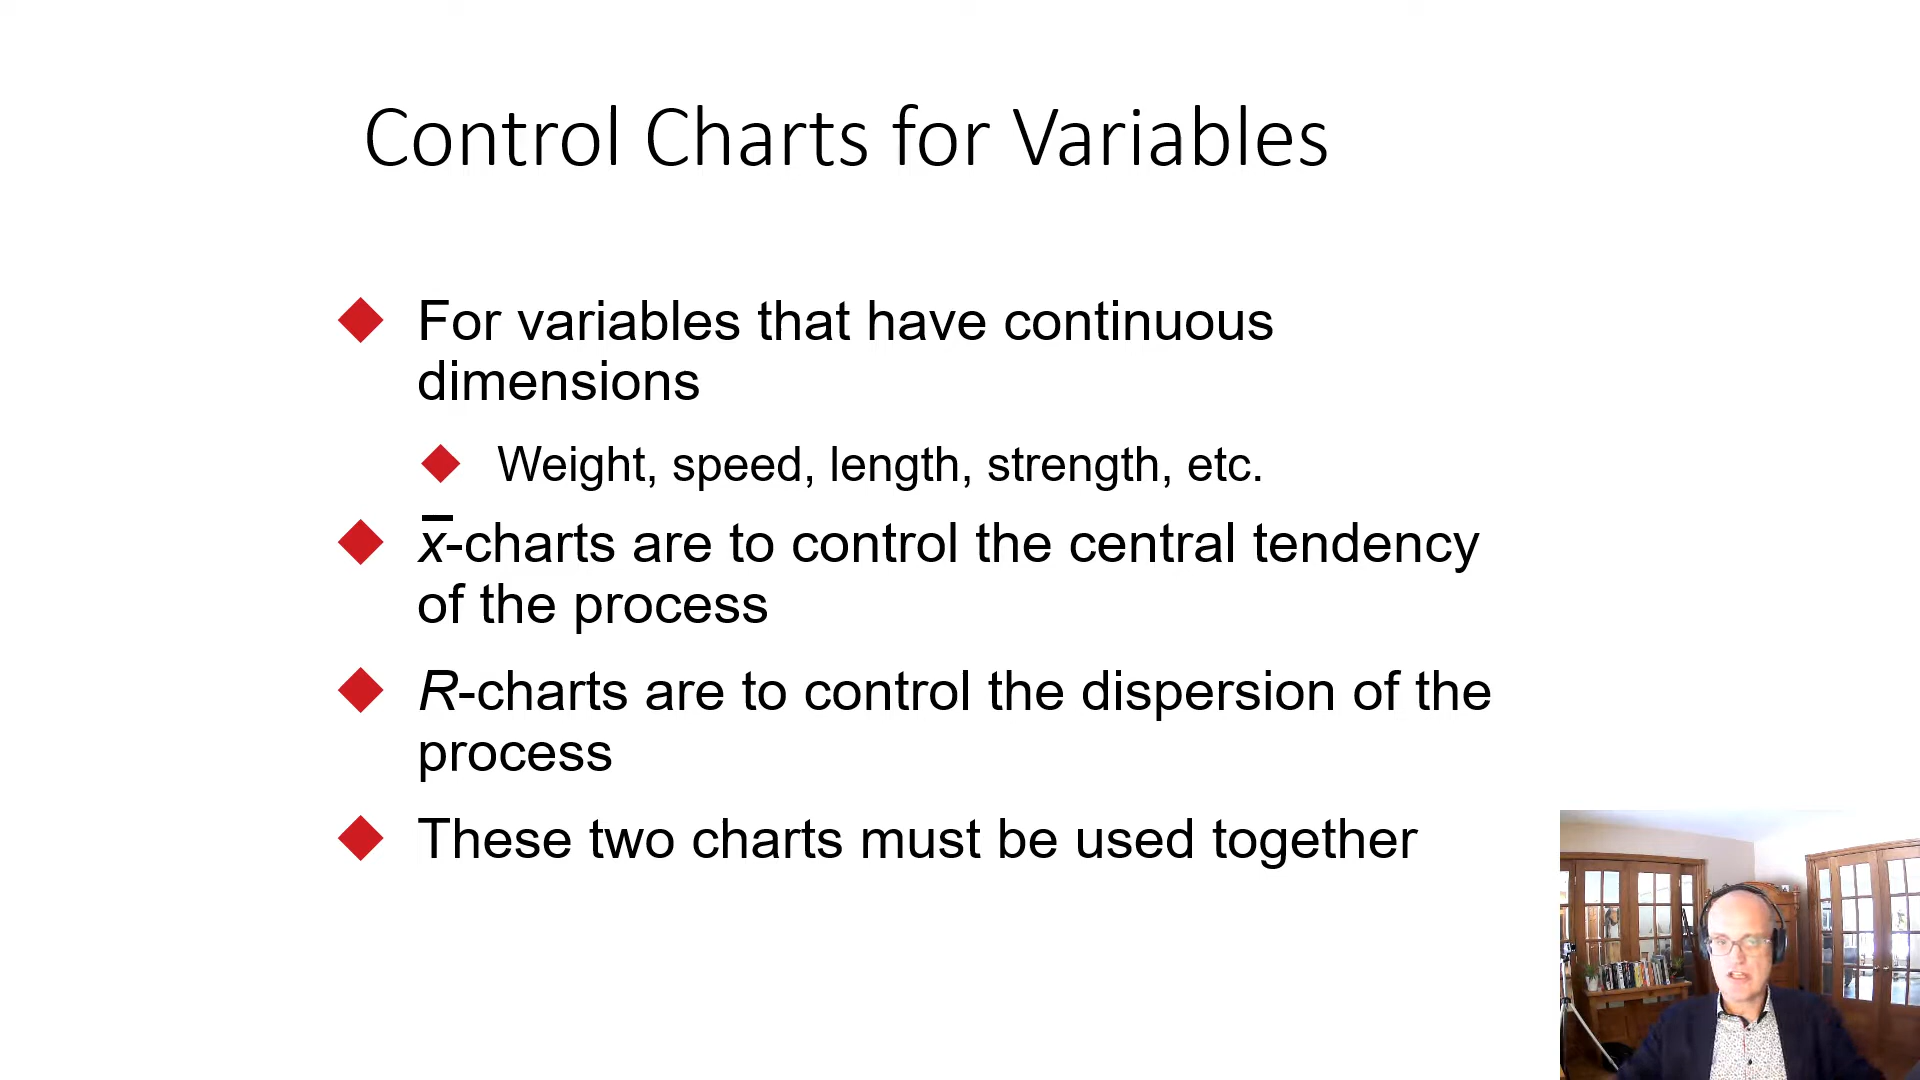 Control Charts for Variables
For variables that have continuous
dimensions
Weight, speed, length, strength, etc.
x̅-charts are to control the central tendency
of the process
R-charts are to control the dispersion of the
process
These two charts must be used together